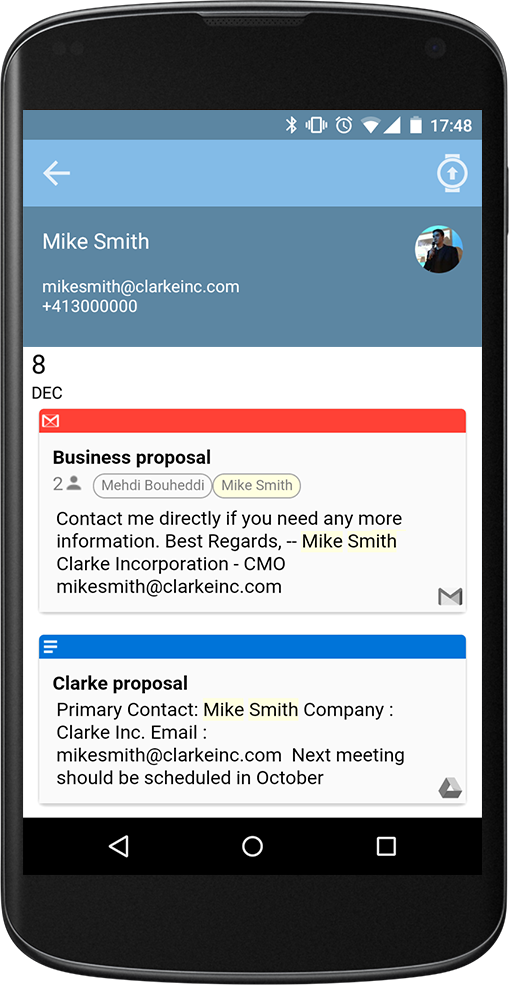 17:48
Mike Smith
mikesmith@clarkeinc.com
+413000000
8
DEC
Business proposal
2 Mehdi Bouheddi Mike Smith
Contact me directly if you need any more
information. Best Regards, -- Mike Smith
Clarke Incorporation - CMO
mikesmith@clarkeinc.com
Clarke proposal
Primary Contact: Mike Smith Company :
Clarke Inc. Email :
mikesmith@clarkeinc.com  Next meeting
should be scheduled in October